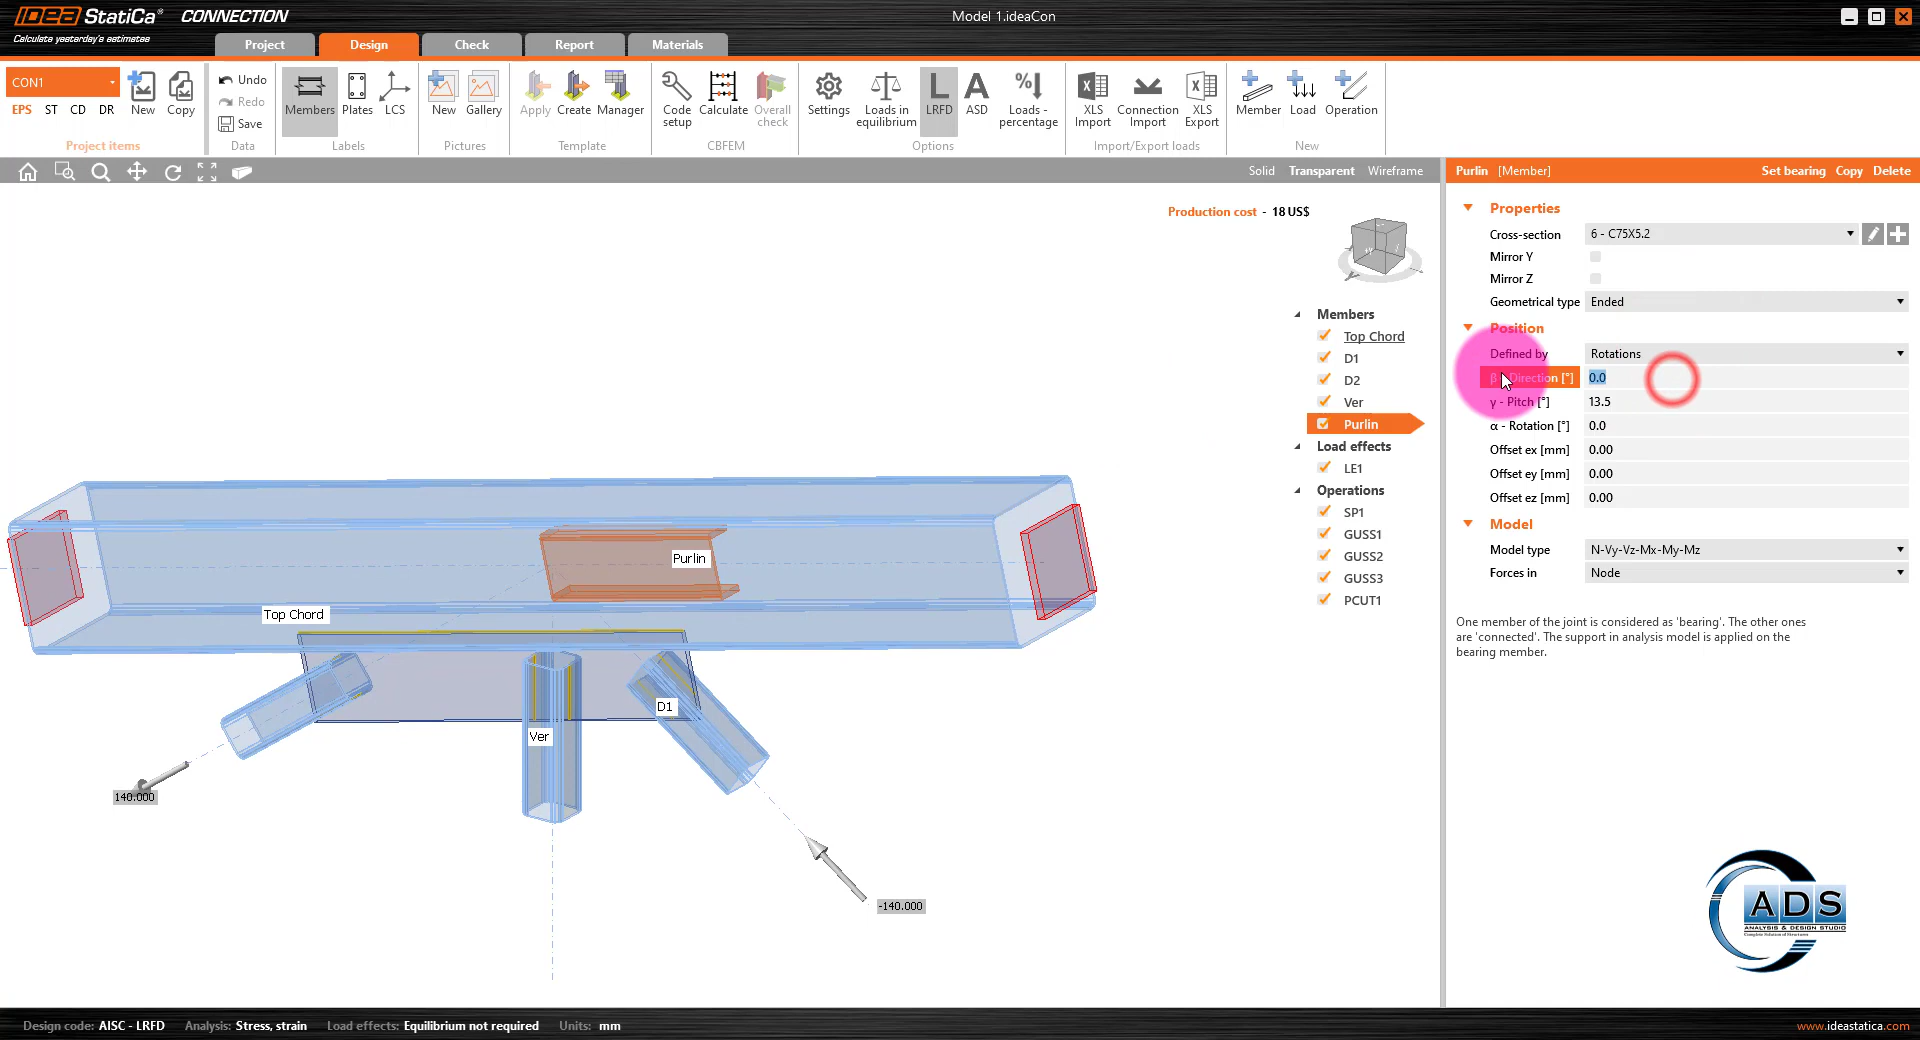 IDEA StatiCa® CONNECTION
Calculate yesterday's estimates
Model 1.ideaCon
Project Design Check Report Materials
CON1
EPS ST CD DR New Copy
Project items
Undo
Redo
Save
Data
Members Plates LCS
Labels
New Gallery
Pictures
Apply Create Manager
Template
Code setup Calculate Overall check
CBFEM
Settings Loads in equilibrium LRFD ASD Loads - percentage
Options
XLS Import Connection Import XLS Export
Import/Export loads
Member Load Operation
New
Solid Transparent Wireframe
Production cost - 18 US$
Members
Top Chord
D1
D2
Ver
Purlin
Load effects
LE1
Operations
SP1
GUSS1
GUSS2
GUSS3
PCUT1
Purlin
Top Chord
D1
Ver
140.000
-140.000
Purlin [Member] Set bearing Copy Delete
Properties
Cross-section 6 - C75X5.2
Mirror Y
Mirror Z
Geometrical type Ended
Position
Defined by Rotations
β - Direction [°] 0.0
γ - Pitch [°] 13.5
α - Rotation [°] 0.0
Offset ex [mm] 0.00
Offset ey [mm] 0.00
Offset ez [mm] 0.00
Model
Model type N-Vy-Vz-Mx-My-Mz
Forces in Node
One member of the joint is considered as 'bearing'. The other ones
are 'connected'. The support in analysis model is applied on the
bearing member.
ADS
ANALYSIS & DESIGN STUDIO
Complete Solution of Structures
Design code: AISC - LRFD Analysis: Stress, strain Load effects: Equilibrium not required Units: mm
www.ideastatica.com